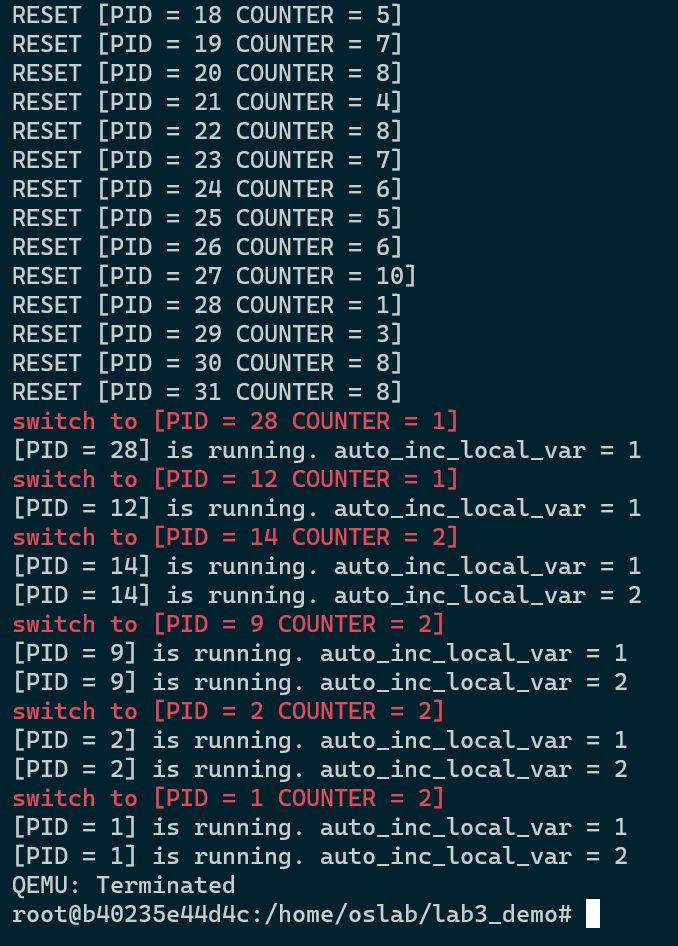 RESET [PID = 18 COUNTER = 5]
RESET [PID = 19 COUNTER = 7]
RESET [PID = 20 COUNTER = 8]
RESET [PID = 21 COUNTER = 4]
RESET [PID = 22 COUNTER = 8]
RESET [PID = 23 COUNTER = 7]
RESET [PID = 24 COUNTER = 6]
RESET [PID = 25 COUNTER = 5]
RESET [PID = 26 COUNTER = 6]
RESET [PID = 27 COUNTER = 10]
RESET [PID = 28 COUNTER = 1]
RESET [PID = 29 COUNTER = 3]
RESET [PID = 30 COUNTER = 8]
RESET [PID = 31 COUNTER = 8]
switch to [PID = 28 COUNTER = 1]
[PID = 28] is running. auto_inc_local_var = 1
switch to [PID = 12 COUNTER = 1]
[PID = 12] is running. auto_inc_local_var = 1
switch to [PID = 14 COUNTER = 2]
[PID = 14] is running. auto_inc_local_var = 1
[PID = 14] is running. auto_inc_local_var = 2
switch to [PID = 9 COUNTER = 2]
[PID = 9] is running. auto_inc_local_var = 1
[PID = 9] is running. auto_inc_local_var = 2
switch to [PID = 2 COUNTER = 2]
[PID = 2] is running. auto_inc_local_var = 1
[PID = 2] is running. auto_inc_local_var = 2
switch to [PID = 1 COUNTER = 2]
[PID = 1] is running. auto_inc_local_var = 1
[PID = 1] is running. auto_inc_local_var = 2
QEMU: Terminated
root@b40235e44d4c:/home/oslab/lab3_demo#